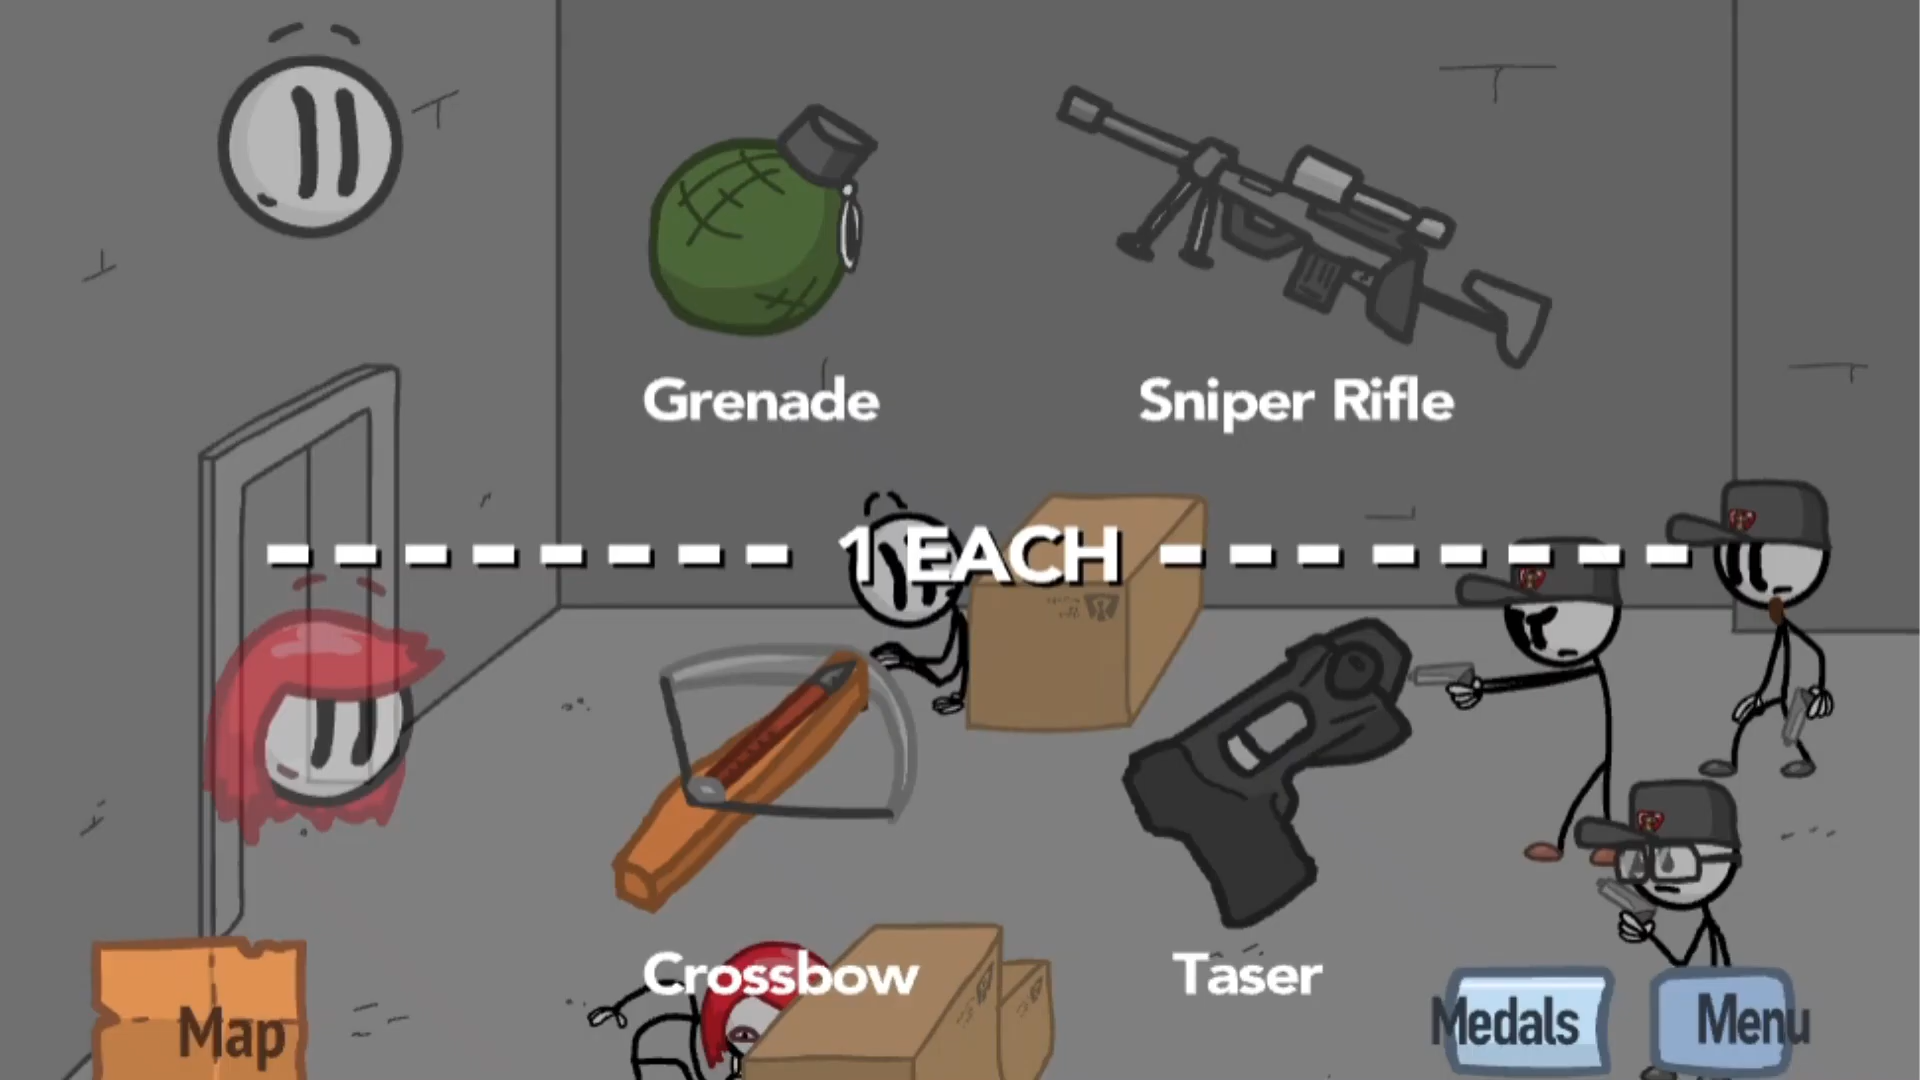 Grenade
Sniper Rifle
1 EACH
Crossbow
Taser
Map
Medals
Menu